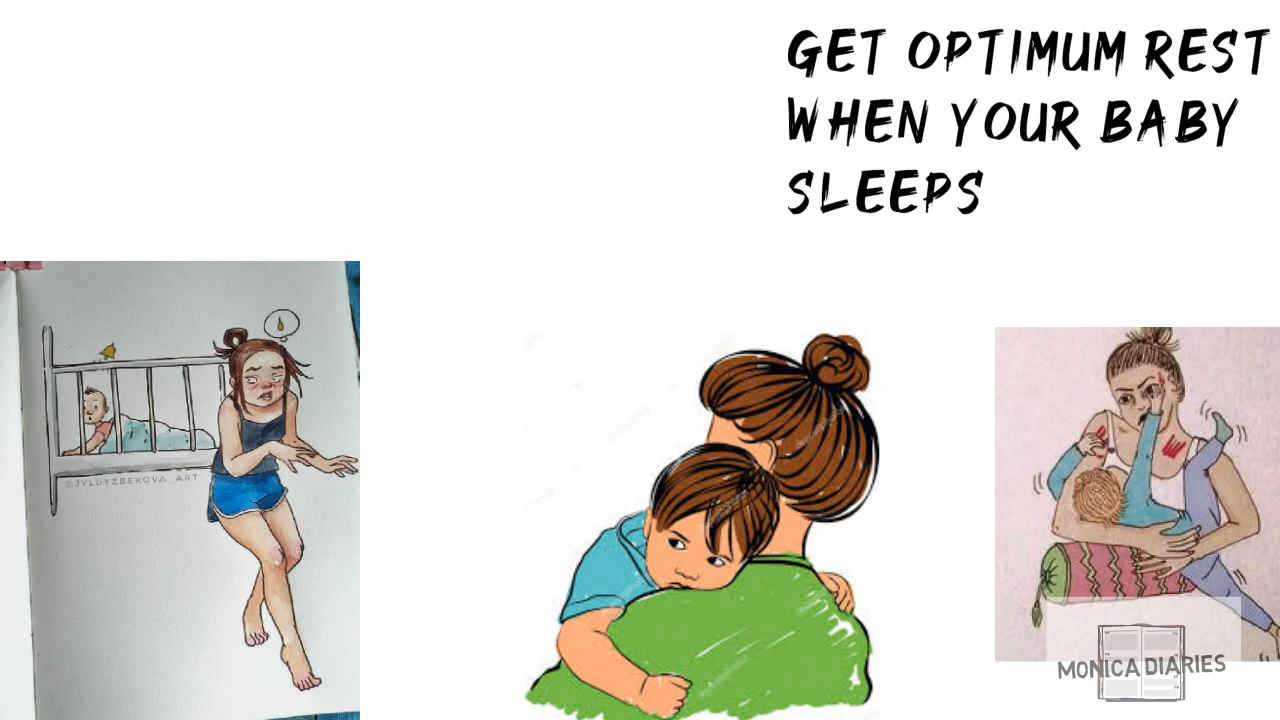 GET OPTIMUM REST
WHEN YOUR BABY
SLEEPS
@JYLDYZBEKOVA_ART
MONICA DIARIES